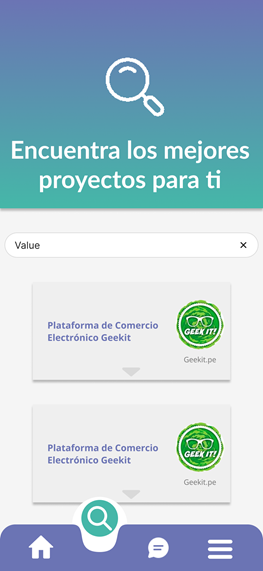 Encuentra los mejores
proyectos para ti
Value
Plataforma de Comercio
Electrónico Geekit
GEEK IT!
Geekit.pe
Plataforma de Comercio
Electrónico Geekit
GEEK IT!
Geekit.pe